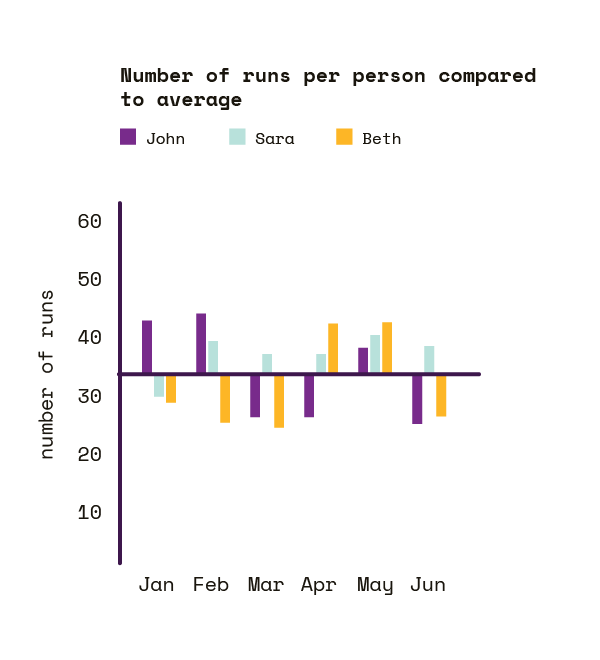 Number of runs per person compared
to average
John Sara Beth
60
50
40
30
20
10
number of runs
Jan Feb Mar Apr May Jun